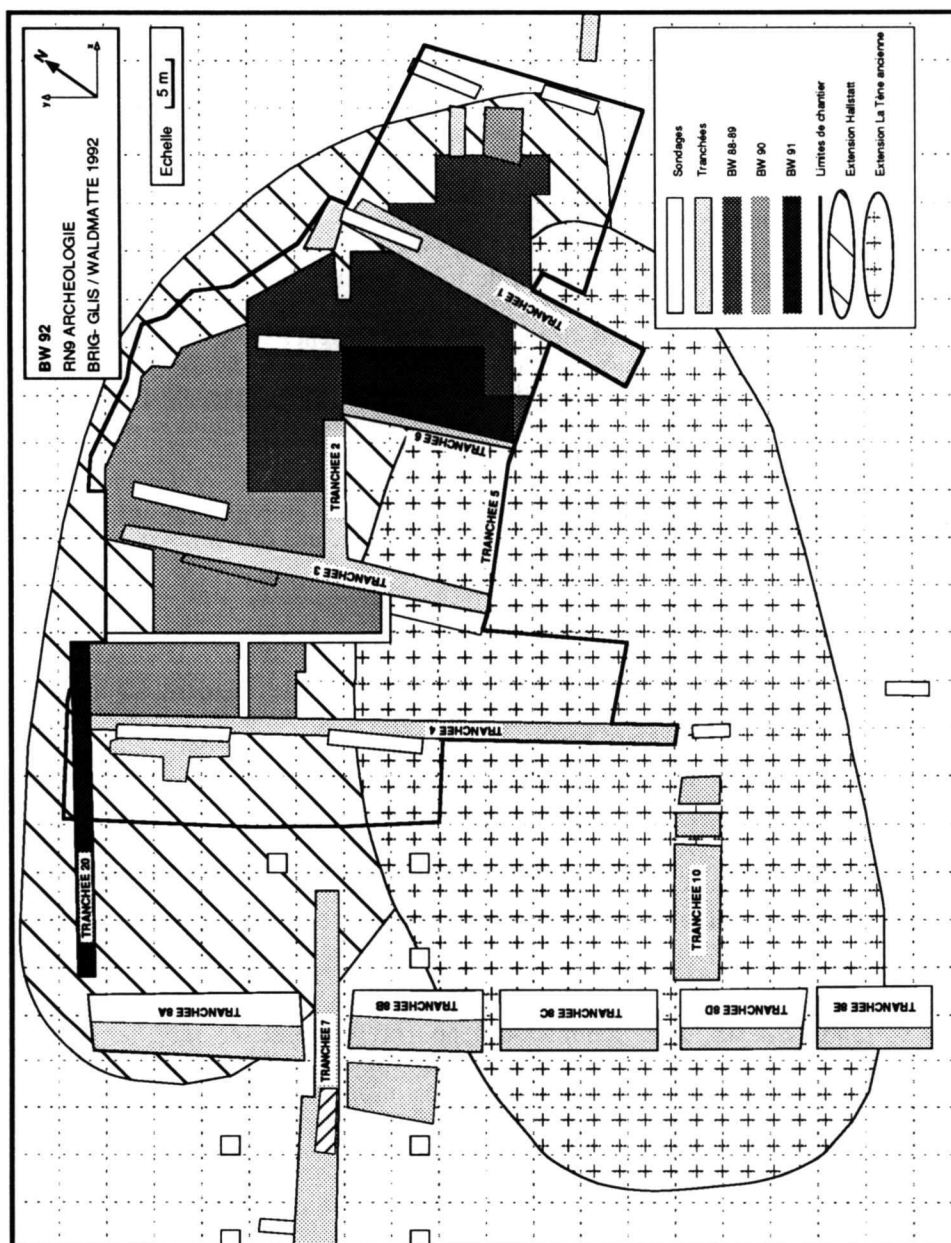 BW 92
RN9 ARCHEOLOGIE
BRIG- GLIS / WALDMATTE 1992
N
Y
X
Echelle
5 m
Sondages
Tranchées
BW 88-89
BW 90
BW 91
Limites de chantier
Extension Hallstatt
Extension La Tène ancienne
TRANCHEE 1
TRANCHEE 2
TRANCHEE 6
TRANCHEE 5
TRANCHEE 3
TRANCHEE 4
TRANCHEE 20
TRANCHEE 10
TRANCHEE 7
TRANCHEE 8A
TRANCHEE 8B
TRANCHEE 8C
TRANCHEE 8D
TRANCHEE 8E